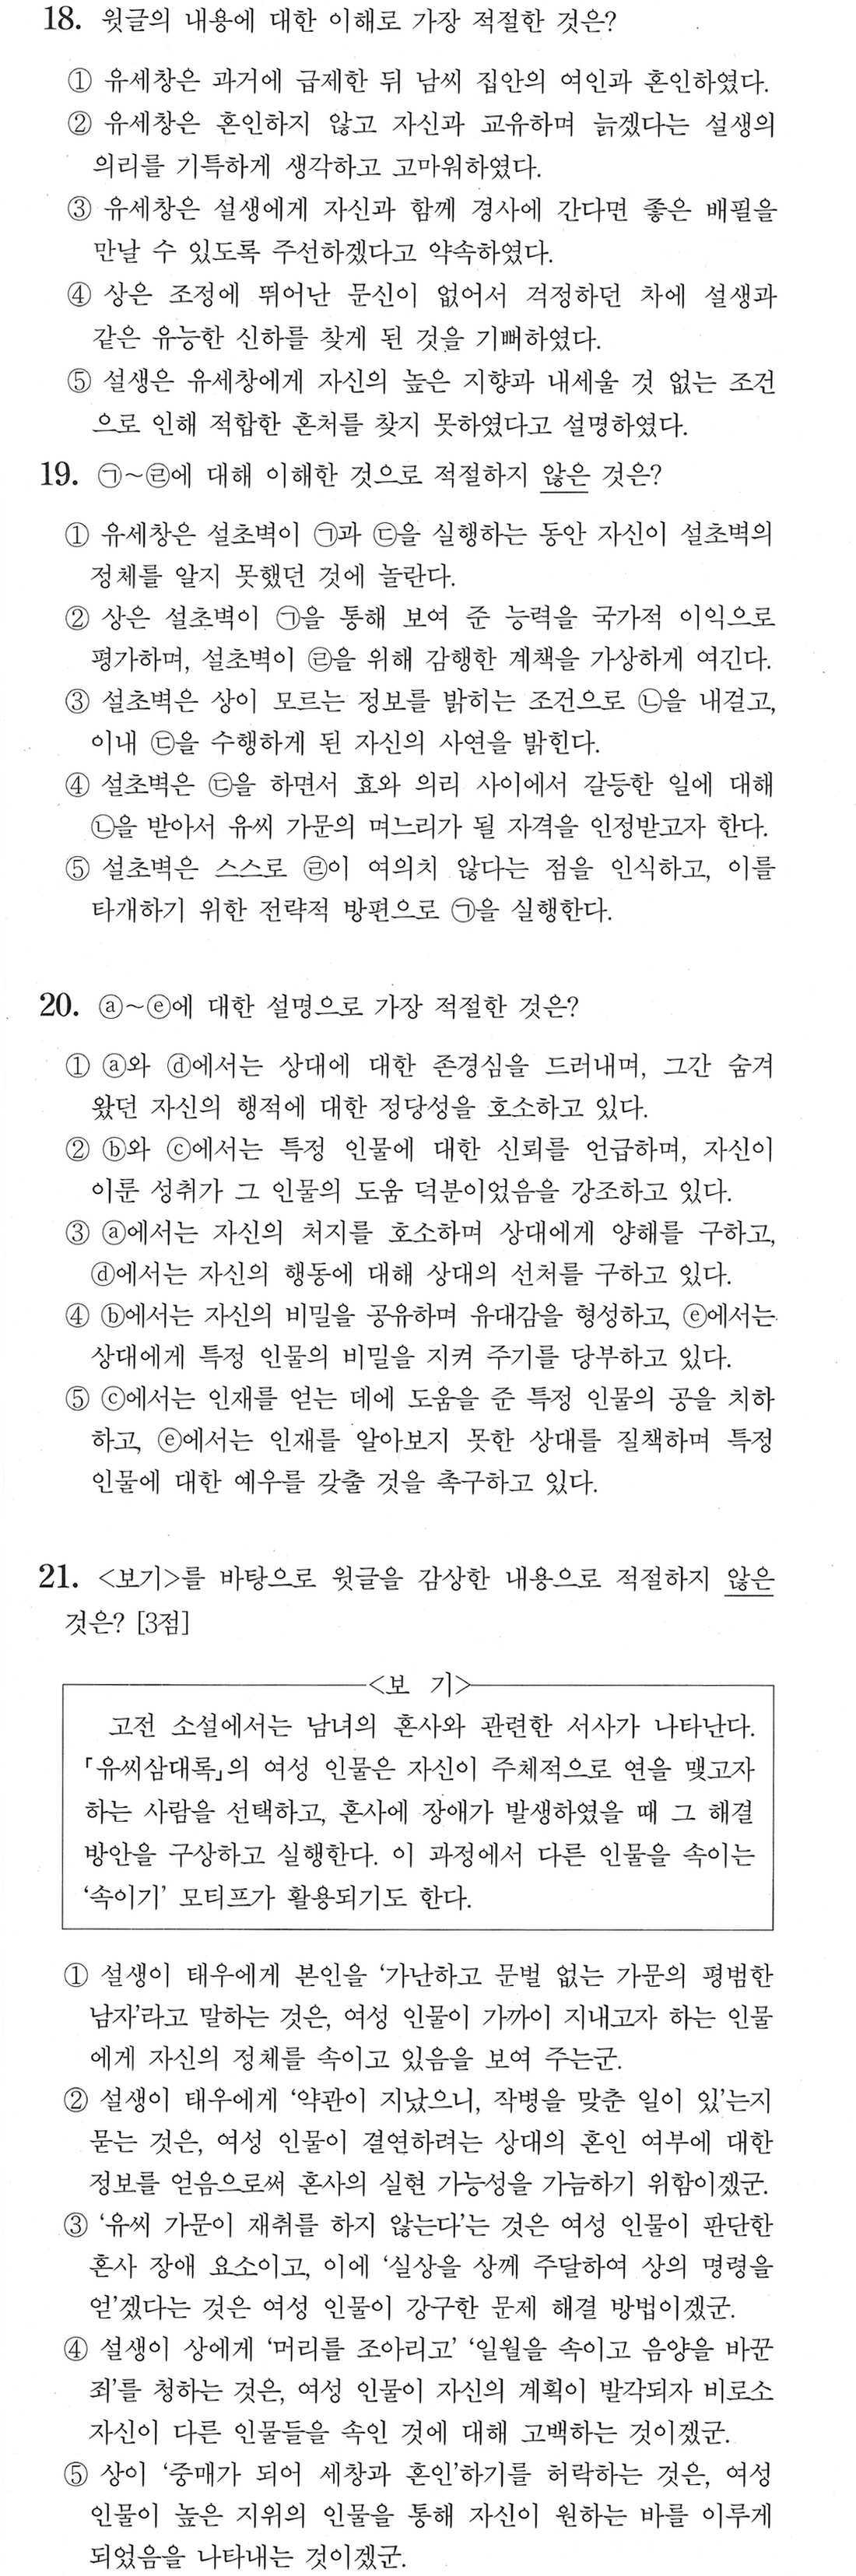 18. 윗글의 내용에 대한 이해로 가장 적절한 것은?
① 유세창은 과거에 급제한 뒤 남씨 집안의 여인과 혼인하였다.
② 유세창은 혼인하지 않고 자신과 교유하며 늙겠다는 설생의
의리를 기특하게 생각하고 고마워하였다.
③ 유세창은 설생에게 자신과 함께 경사에 간다면 좋은 배필을
만날 수 있도록 주선하겠다고 약속하였다.
④ 상은 조정에 뛰어난 문신이 없어서 걱정하던 차에 설생과
같은 유능한 신하를 찾게 된 것을 기뻐하였다.
⑤ 설생은 유세창에게 자신의 높은 지향과 내세울 것 없는 조건
으로 인해 적합한 혼처를 찾지 못하였다고 설명하였다.
19. ㉠~㉣에 대해 이해한 것으로 적절하지 않은 것은?
① 유세창은 설초벽이 ㉠과 ㉢을 실행하는 동안 자신이 설초벽의
정체를 알지 못했던 것에 놀란다.
② 상은 설초벽이 ㉠을 통해 보여 준 능력을 국가적 이익으로
평가하며, 설초벽이 ㉣을 위해 감행한 계책을 가상하게 여긴다.
③ 설초벽은 상이 모르는 정보를 밝히는 조건으로 ㉡을 내걸고,
이내 ㉢을 수행하게 된 자신의 사연을 밝힌다.
④ 설초벽은 ㉢을 하면서 효와 의리 사이에서 갈등한 일에 대해
㉡을 받아서 유씨 가문의 며느리가 될 자격을 인정받고자 한다.
⑤ 설초벽은 스스로 ㉣이 여의치 않다는 점을 인식하고, 이를
타개하기 위한 전략적 방편으로 ㉠을 실행한다.
20. ⓐ~ⓔ에 대한 설명으로 가장 적절한 것은?
① ⓐ와 ⓓ에서는 상대에 대한 존경심을 드러내며, 그간 숨겨
왔던 자신의 행적에 대한 정당성을 호소하고 있다.
② ⓑ와 ⓒ에서는 특정 인물에 대한 신뢰를 언급하며, 자신이
이룬 성취가 그 인물의 도움 덕분이었음을 강조하고 있다.
③ ⓐ에서는 자신의 처지를 호소하며 상대에게 양해를 구하고,
ⓓ에서는 자신의 행동에 대해 상대의 선처를 구하고 있다.
④ ⓑ에서는 자신의 비밀을 공유하며 유대감을 형성하고, ⓔ에서는
상대에게 특정 인물의 비밀을 지켜 주기를 당부하고 있다.
⑤ ⓒ에서는 인재를 얻는 데에 도움을 준 특정 인물의 공을 치하
하고, ⓔ에서는 인재를 알아보지 못한 상대를 질책하며 특정
인물에 대한 예우를 갖출 것을 촉구하고 있다.
21. <보기>를 바탕으로 윗글을 감상한 내용으로 적절하지 않은
것은? [3점]
<보 기>
고전 소설에서는 남녀의 혼사와 관련한 서사가 나타난다.
「유씨삼대록」의 여성 인물은 자신이 주체적으로 연을 맺고자
하는 사람을 선택하고, 혼사에 장애가 발생하였을 때 그 해결
방안을 구상하고 실행한다. 이 과정에서 다른 인물을 속이는
'속이기' 모티프가 활용되기도 한다.
① 설생이 태우에게 본인을 '가난하고 문벌 없는 가문의 평범한
남자'라고 말하는 것은, 여성 인물이 가까이 지내고자 하는 인물
에게 자신의 정체를 속이고 있음을 보여 주는군.
② 설생이 태우에게 '약관이 지났으니, 작병을 맞춘 일이 있'는지
묻는 것은, 여성 인물이 결연하려는 상대의 혼인 여부에 대한
정보를 얻음으로써 혼사의 실현 가능성을 가늠하기 위함이겠군.
③ '유씨 가문이 재취를 하지 않는다'는 것은 여성 인물이 판단한
혼사 장애 요소이고, 이에 '실상을 상께 주달하여 상의 명령을
얻'겠다는 것은 여성 인물이 강구한 문제 해결 방법이겠군.
④ 설생이 상에게 '머리를 조아리고' '일월을 속이고 음양을 바꾼
죄'를 청하는 것은, 여성 인물이 자신의 계획이 발각되자 비로소
자신이 다른 인물들을 속인 것에 대해 고백하는 것이겠군.
⑤ 상이 '중매가 되어 세창과 혼인'하기를 허락하는 것은, 여성
인물이 높은 지위의 인물을 통해 자신이 원하는 바를 이루게
되었음을 나타내는 것이겠군.